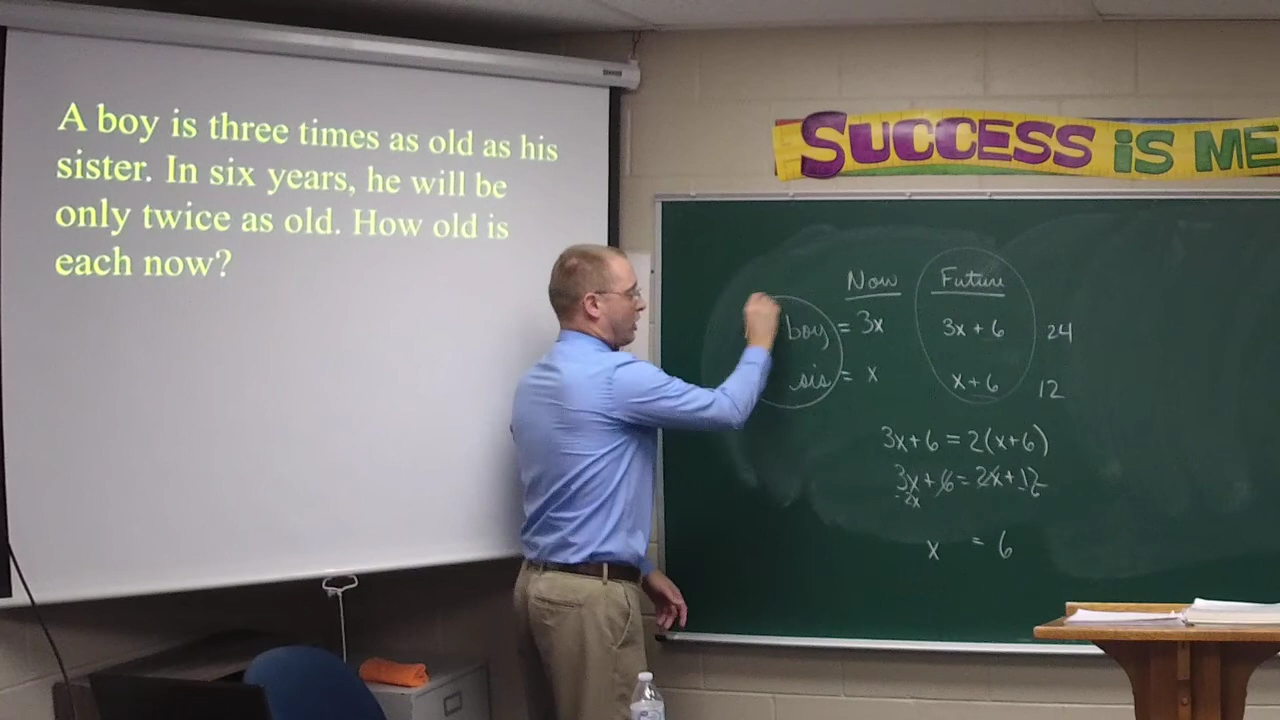 A boy is three times as old as his
sister. In six years, he will be
only twice as old. How old is
each now?
SUCCESS iS ME
Now Future
boy = 3x 3x + 6 24
sis = x x + 6 12
3x + 6 = 2(x+6)
3x + 6 = 2x + 12
-2x 6
x = 6